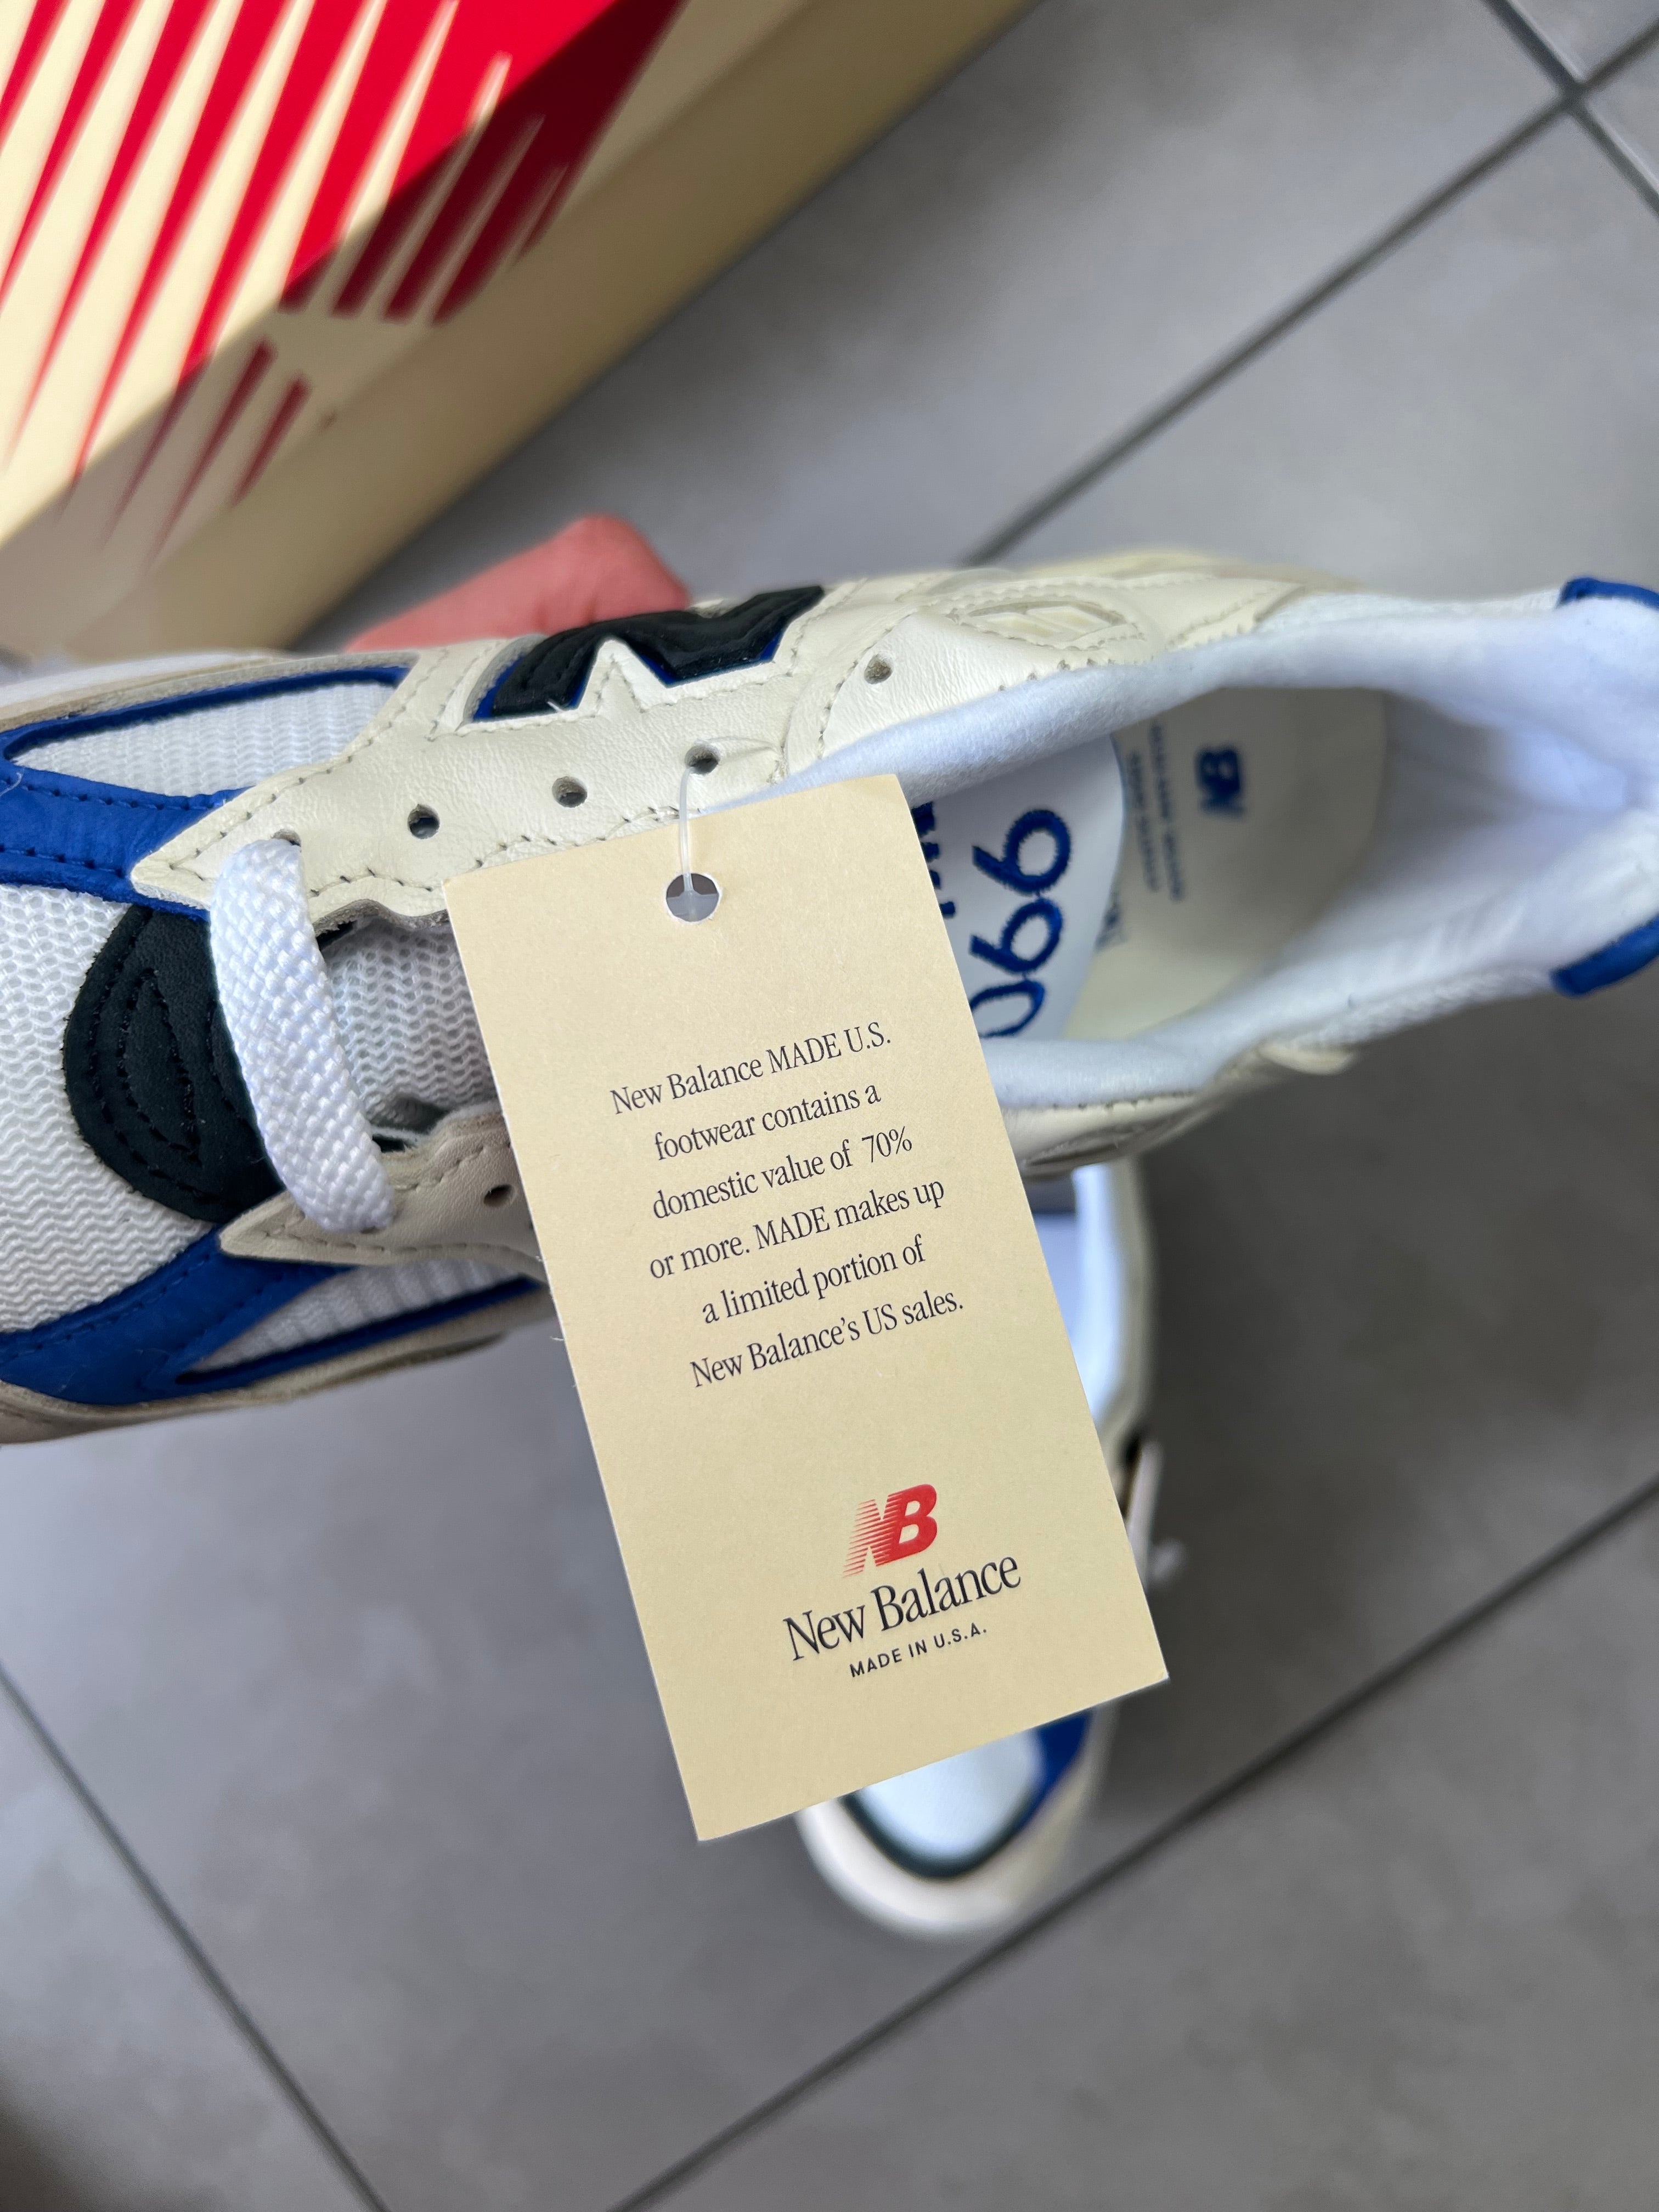 New Balance MADE U.S.
footwear contains a
domestic value of 70%
or more. MADE makes up
a limited portion of
New Balance's US sales.
NB
New Balance
MADE IN U.S.A.
990
NB